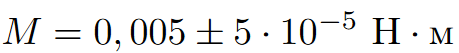 M = 0,005 ± 5 · 10⁻⁵ Н · м